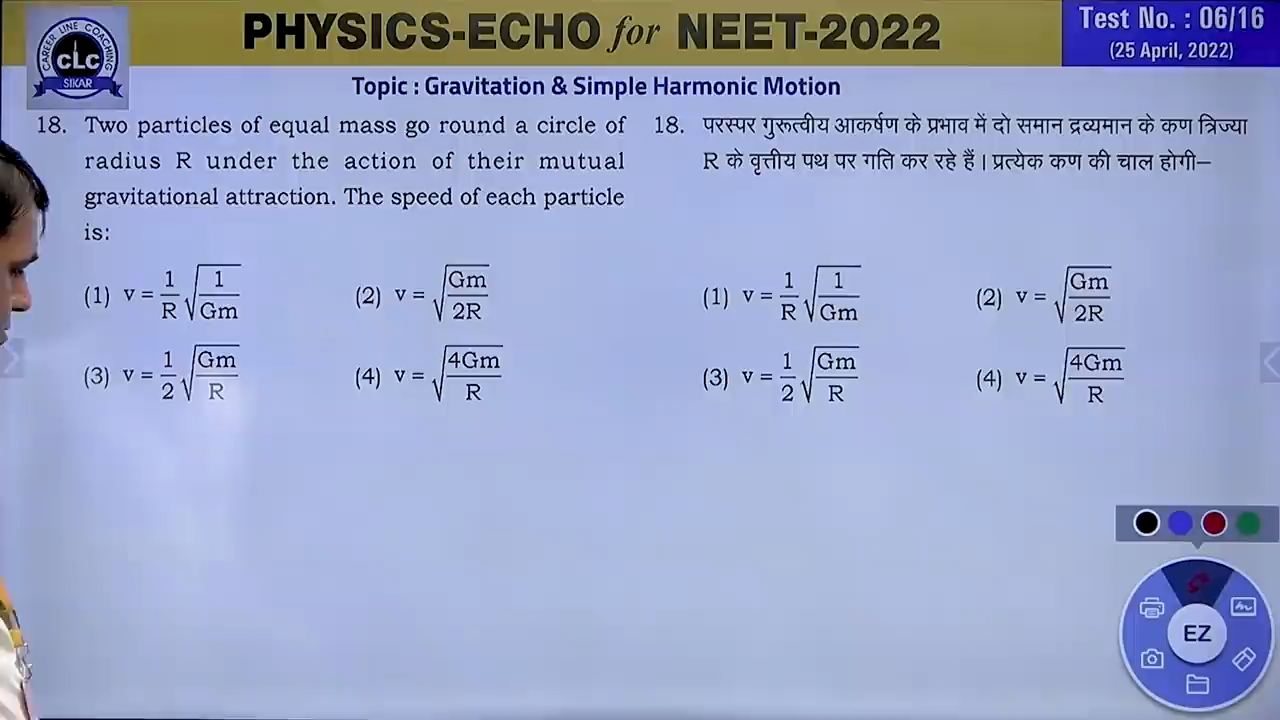 CAREER LINE COACHING
CLC
SIKAR
PHYSICS-ECHO for NEET-2022
Test No. : 06/16
(25 April, 2022)
Topic : Gravitation & Simple Harmonic Motion
18. Two particles of equal mass go round a circle of
radius R under the action of their mutual
gravitational attraction. The speed of each particle
is:
(1) v = 1/R √(1/Gm) (2) v = √(Gm/2R)
(3) v = 1/2 √(Gm/R) (4) v = √(4Gm/R)
18. परस्पर गुरूत्वीय आकर्षण के प्रभाव में दो समान द्रव्यमान के कण त्रिज्या
R के वृत्तीय पथ पर गति कर रहे हैं। प्रत्येक कण की चाल होगी–
(1) v = 1/R √(1/Gm) (2) v = √(Gm/2R)
(3) v = 1/2 √(Gm/R) (4) v = √(4Gm/R)
EZ